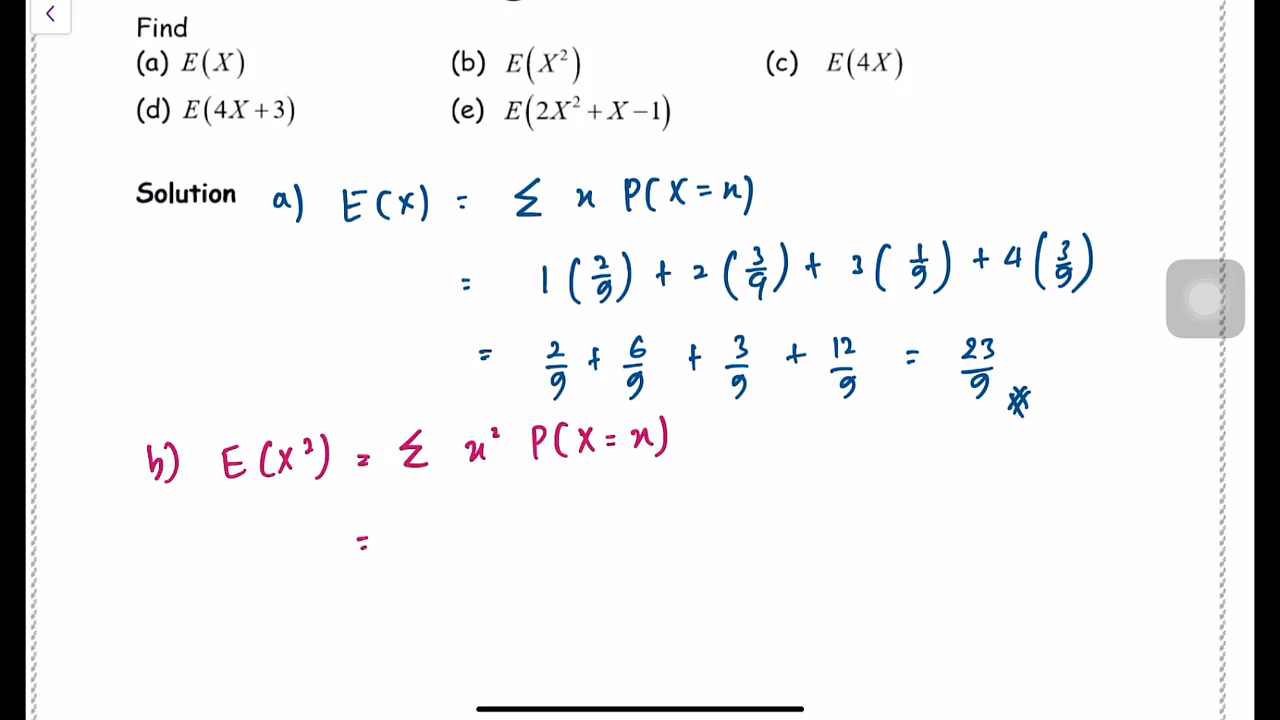 Find
(a) E(X) (b) E(X²) (c) E(4X)
(d) E(4X+3) (e) E(2X²+X−1)
Solution a) E(X) = Σ x P(X=x)
= 1(2/9) + 2(3/9) + 3(1/9) + 4(3/9)
= 2/9 + 6/9 + 3/9 + 12/9 = 23/9 *
b) E(X²) = Σ x² P(X=x)
=